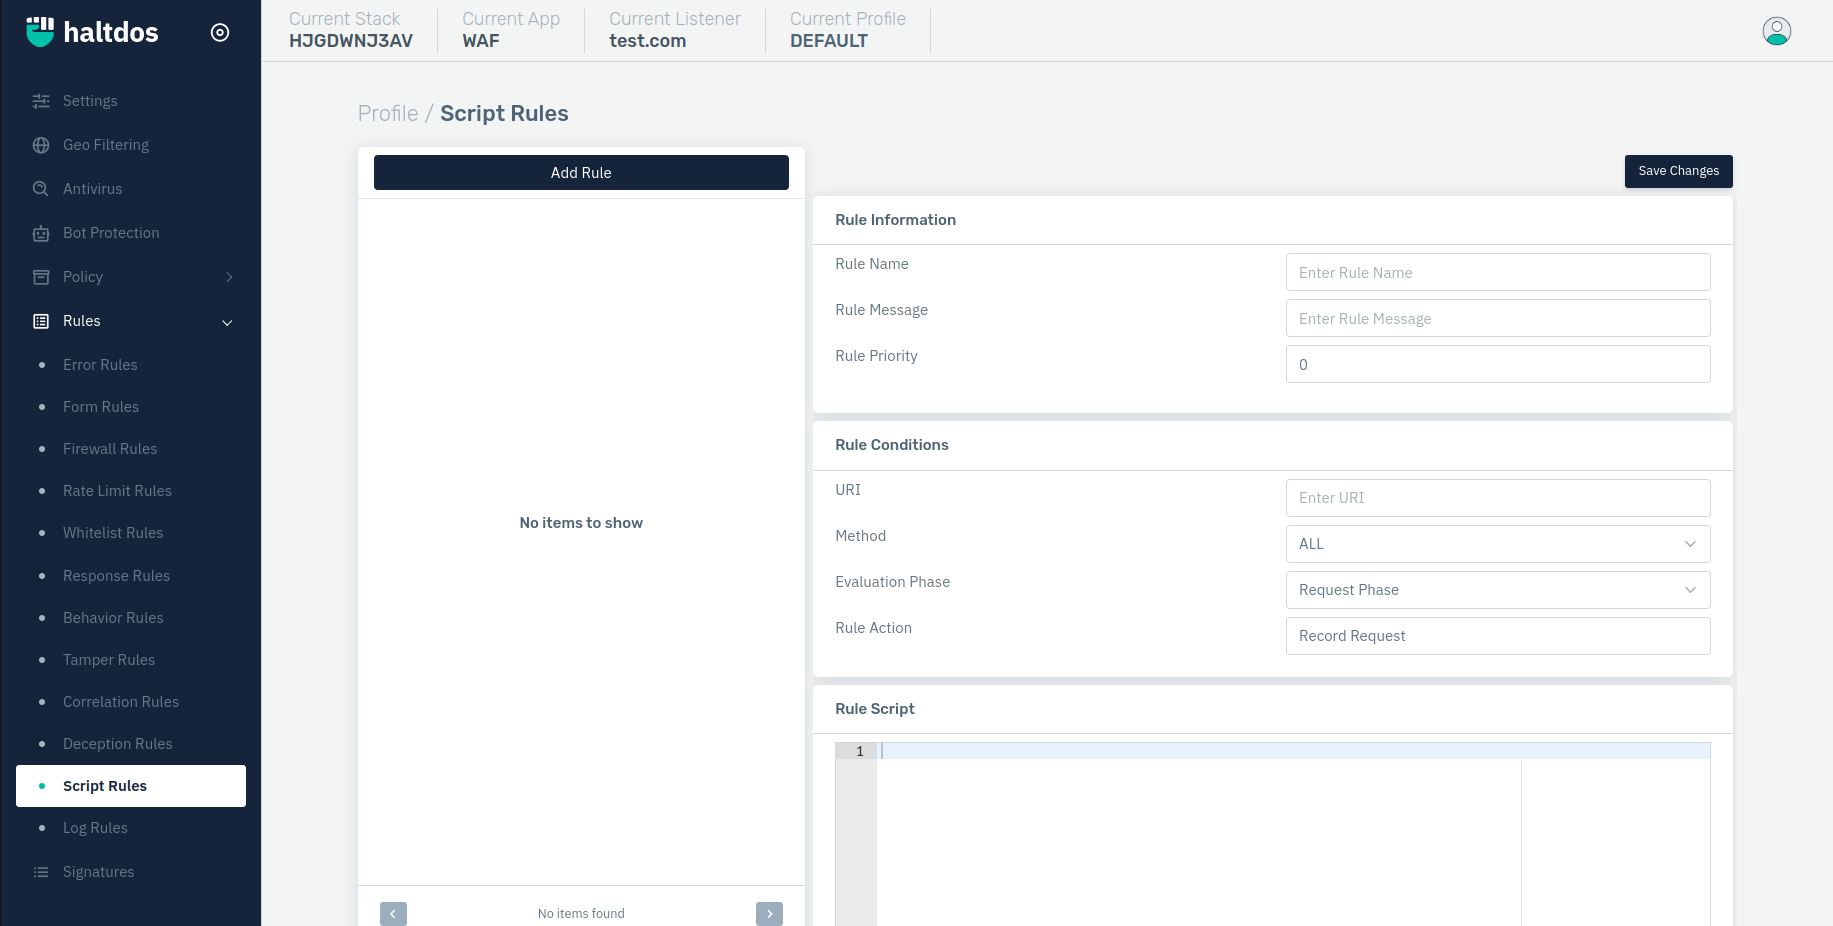 haltdos
Current Stack
HJGDWNJ3AV
Current App
WAF
Current Listener
test.com
Current Profile
DEFAULT
Settings
Geo Filtering
Antivirus
Bot Protection
Policy
Rules
Error Rules
Form Rules
Firewall Rules
Rate Limit Rules
Whitelist Rules
Response Rules
Behavior Rules
Tamper Rules
Correlation Rules
Deception Rules
Script Rules
Log Rules
Signatures
Profile / Script Rules
Add Rule
No items to show
No items found
Save Changes
Rule Information
Rule Name
Enter Rule Name
Rule Message
Enter Rule Message
Rule Priority
0
Rule Conditions
URI
Enter URI
Method
ALL
Evaluation Phase
Request Phase
Rule Action
Record Request
Rule Script
1